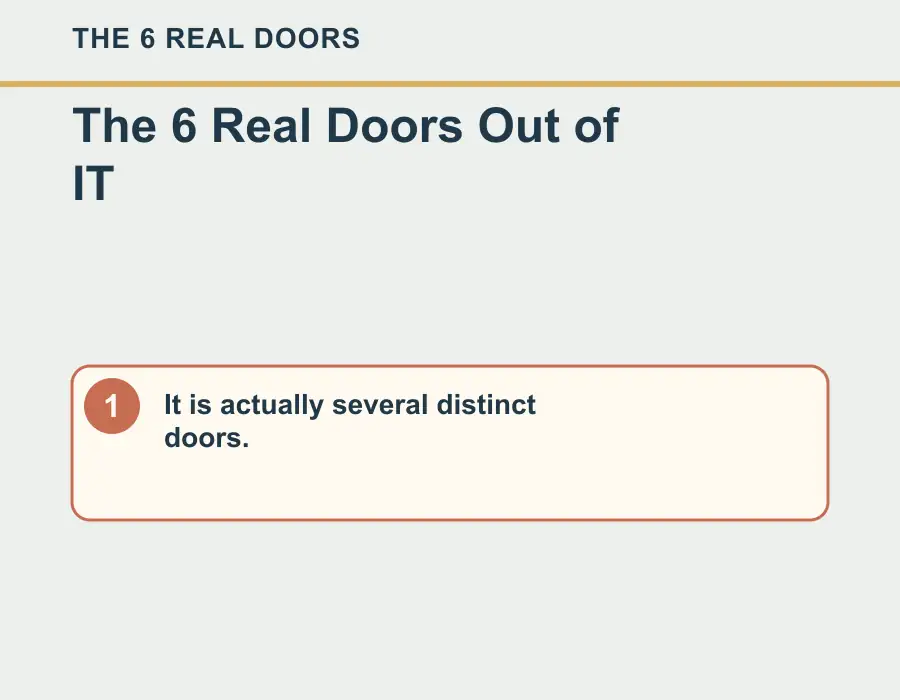 THE 6 REAL DOORS
The 6 Real Doors Out of
IT
1
It is actually several distinct
doors.